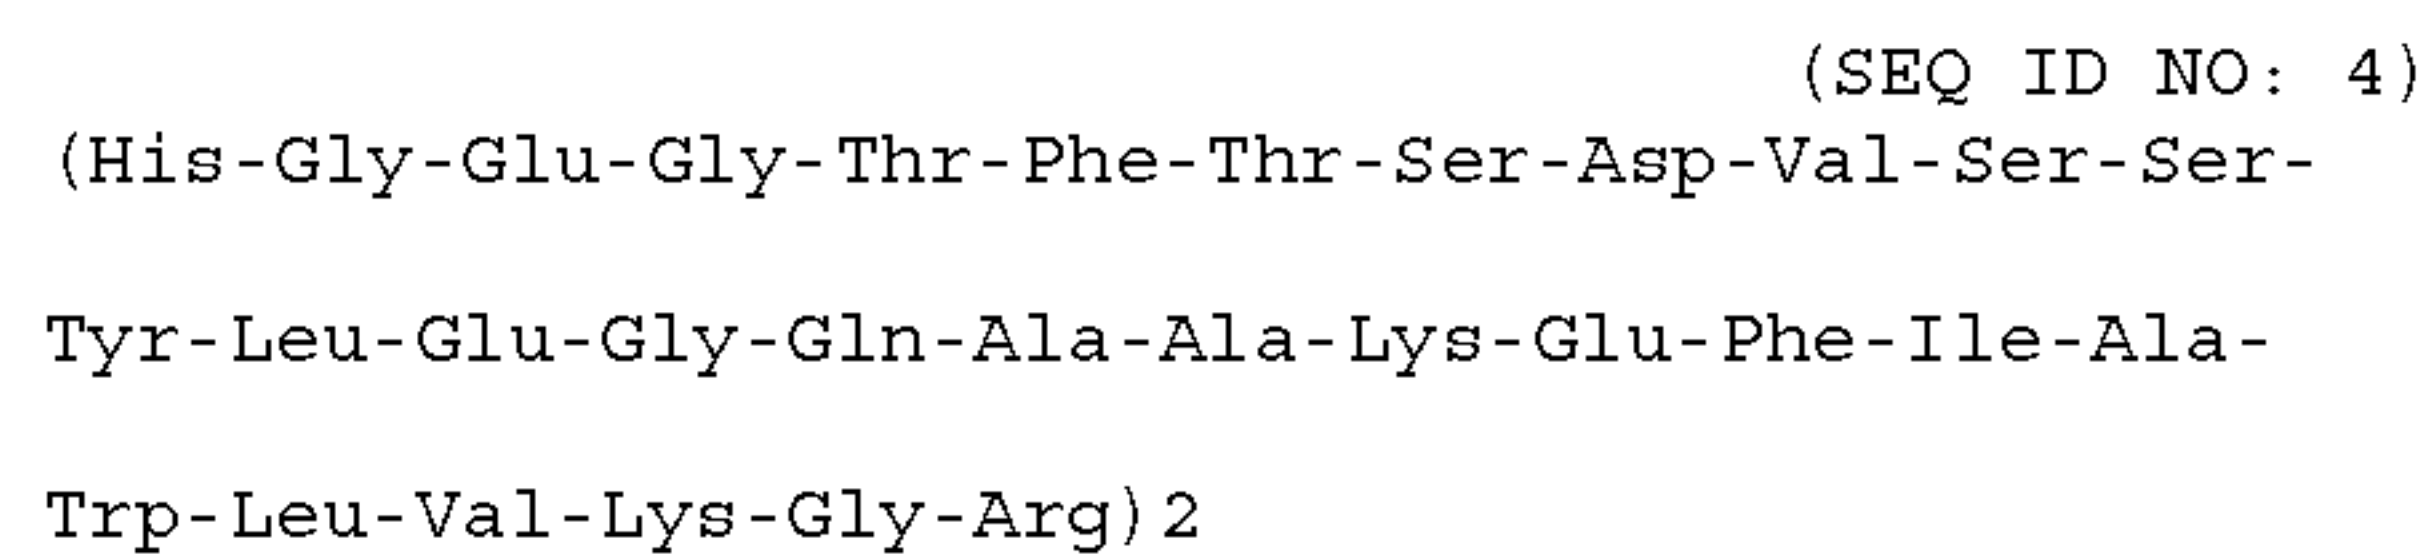 (SEQ ID NO: 4)
(His-Gly-Glu-Gly-Thr-Phe-Thr-Ser-Asp-Val-Ser-Ser-
Tyr-Leu-Glu-Gly-Gln-Ala-Ala-Lys-Glu-Phe-Ile-Ala-
Trp-Leu-Val-Lys-Gly-Arg)2